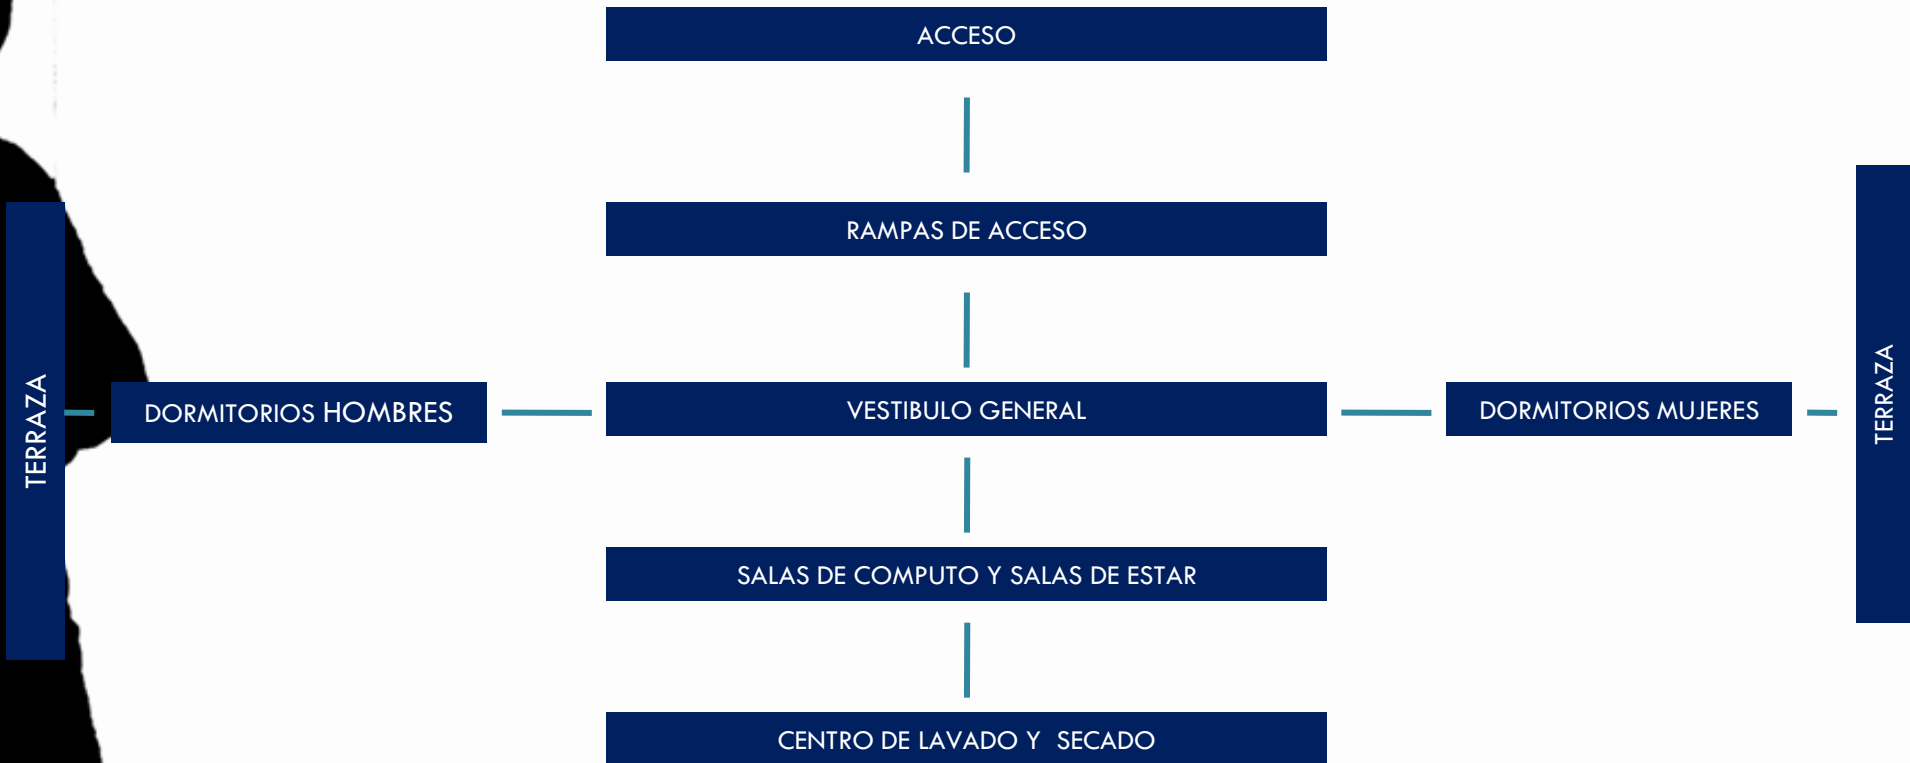 ACCESO
RAMPAS DE ACCESO
TERRAZA
DORMITORIOS HOMBRES
VESTIBULO GENERAL
DORMITORIOS MUJERES
TERRAZA
SALAS DE COMPUTO Y SALAS DE ESTAR
CENTRO DE LAVADO Y  SECADO